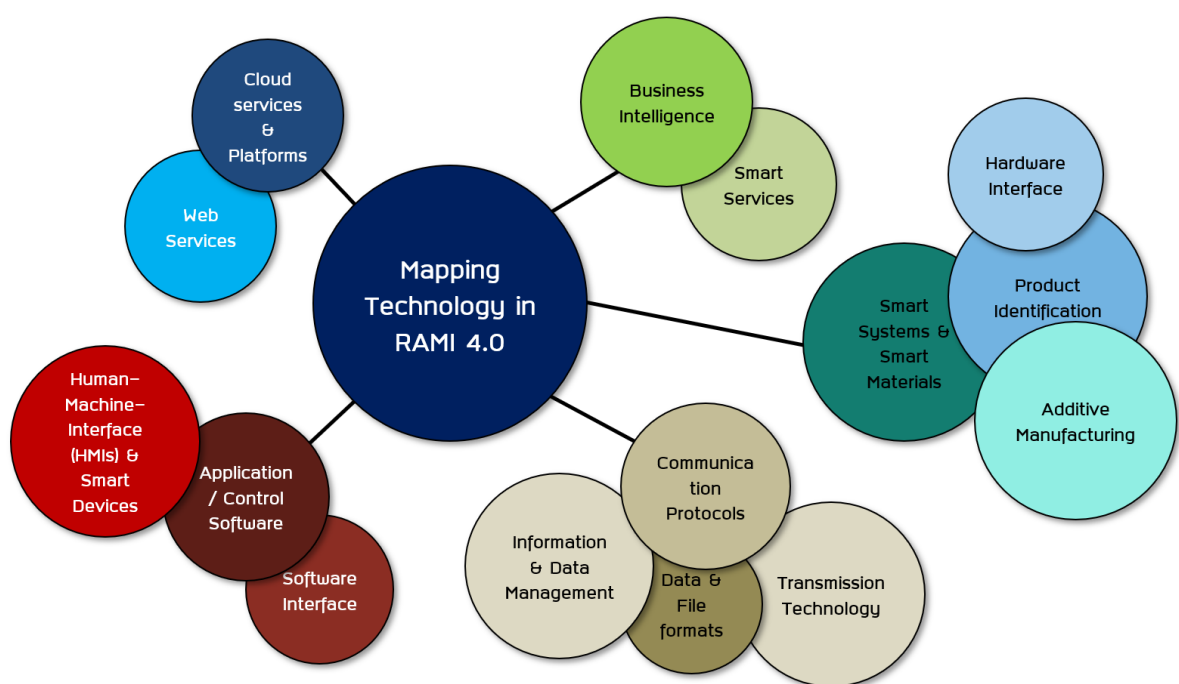 Cloud
services
&
Platforms
Web
Services
Business
Intelligence
Smart
Services
Hardware
Interface
Product
Identification
Smart
Systems &
Smart
Materials
Additive
Manufacturing
Mapping
Technology in
RAMI 4.0
Human-
Machine-
Interface
(HMIs) &
Smart
Devices
Application
/ Control
Software
Software
Interface
Communica
tion
Protocols
Information
& Data
Management
Data &
File
formats
Transmission
Technology